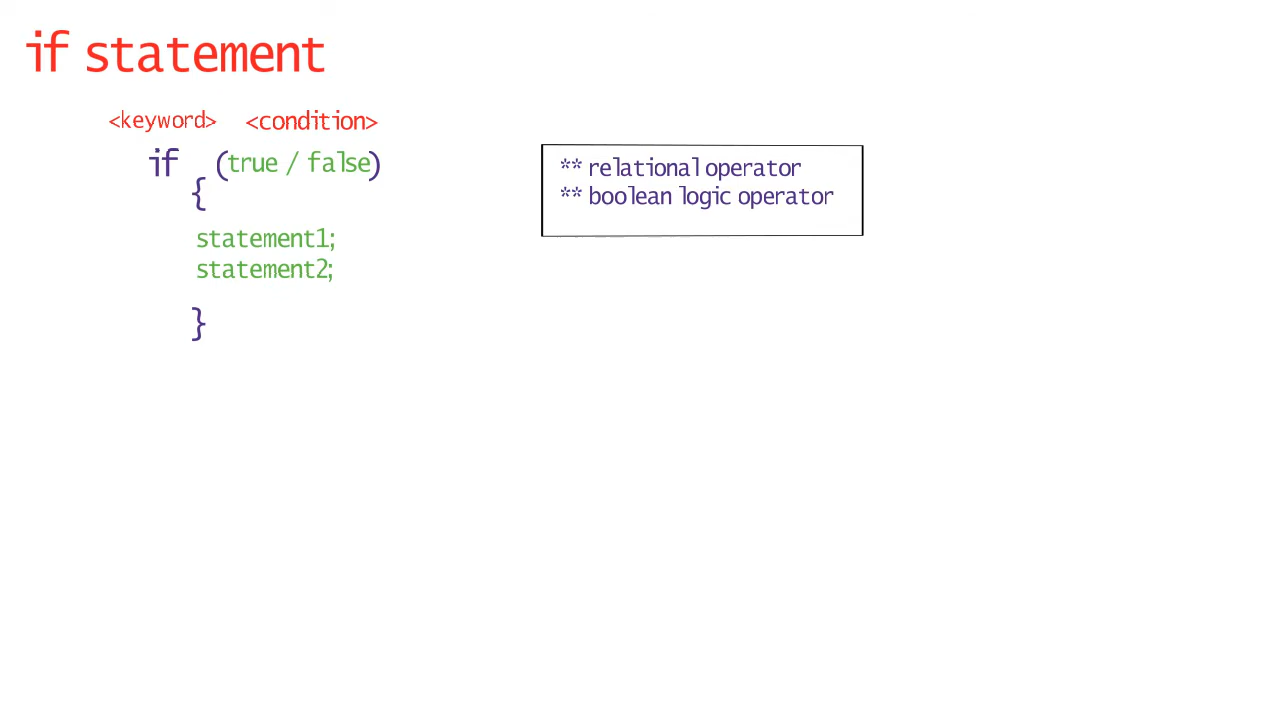 if statement
<keyword> <condition>
if (true / false)
{
statement1;
statement2;
}
** relational operator
** boolean logic operator